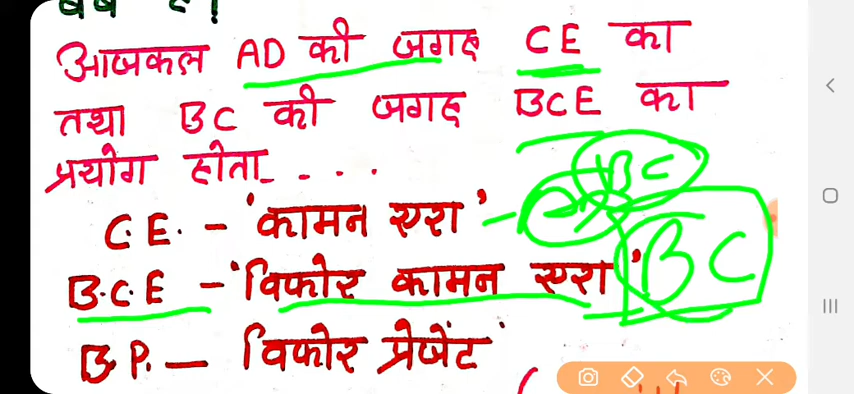 आजकल AD की जगह CE का
तथा BC की जगह BCE का
प्रयोग होता. . . .
C.E. - 'कामन एरा'
BC
B.C.E - 'विफोर कामन एरा'
BC
B.P. - विफोर प्रेजेंट'